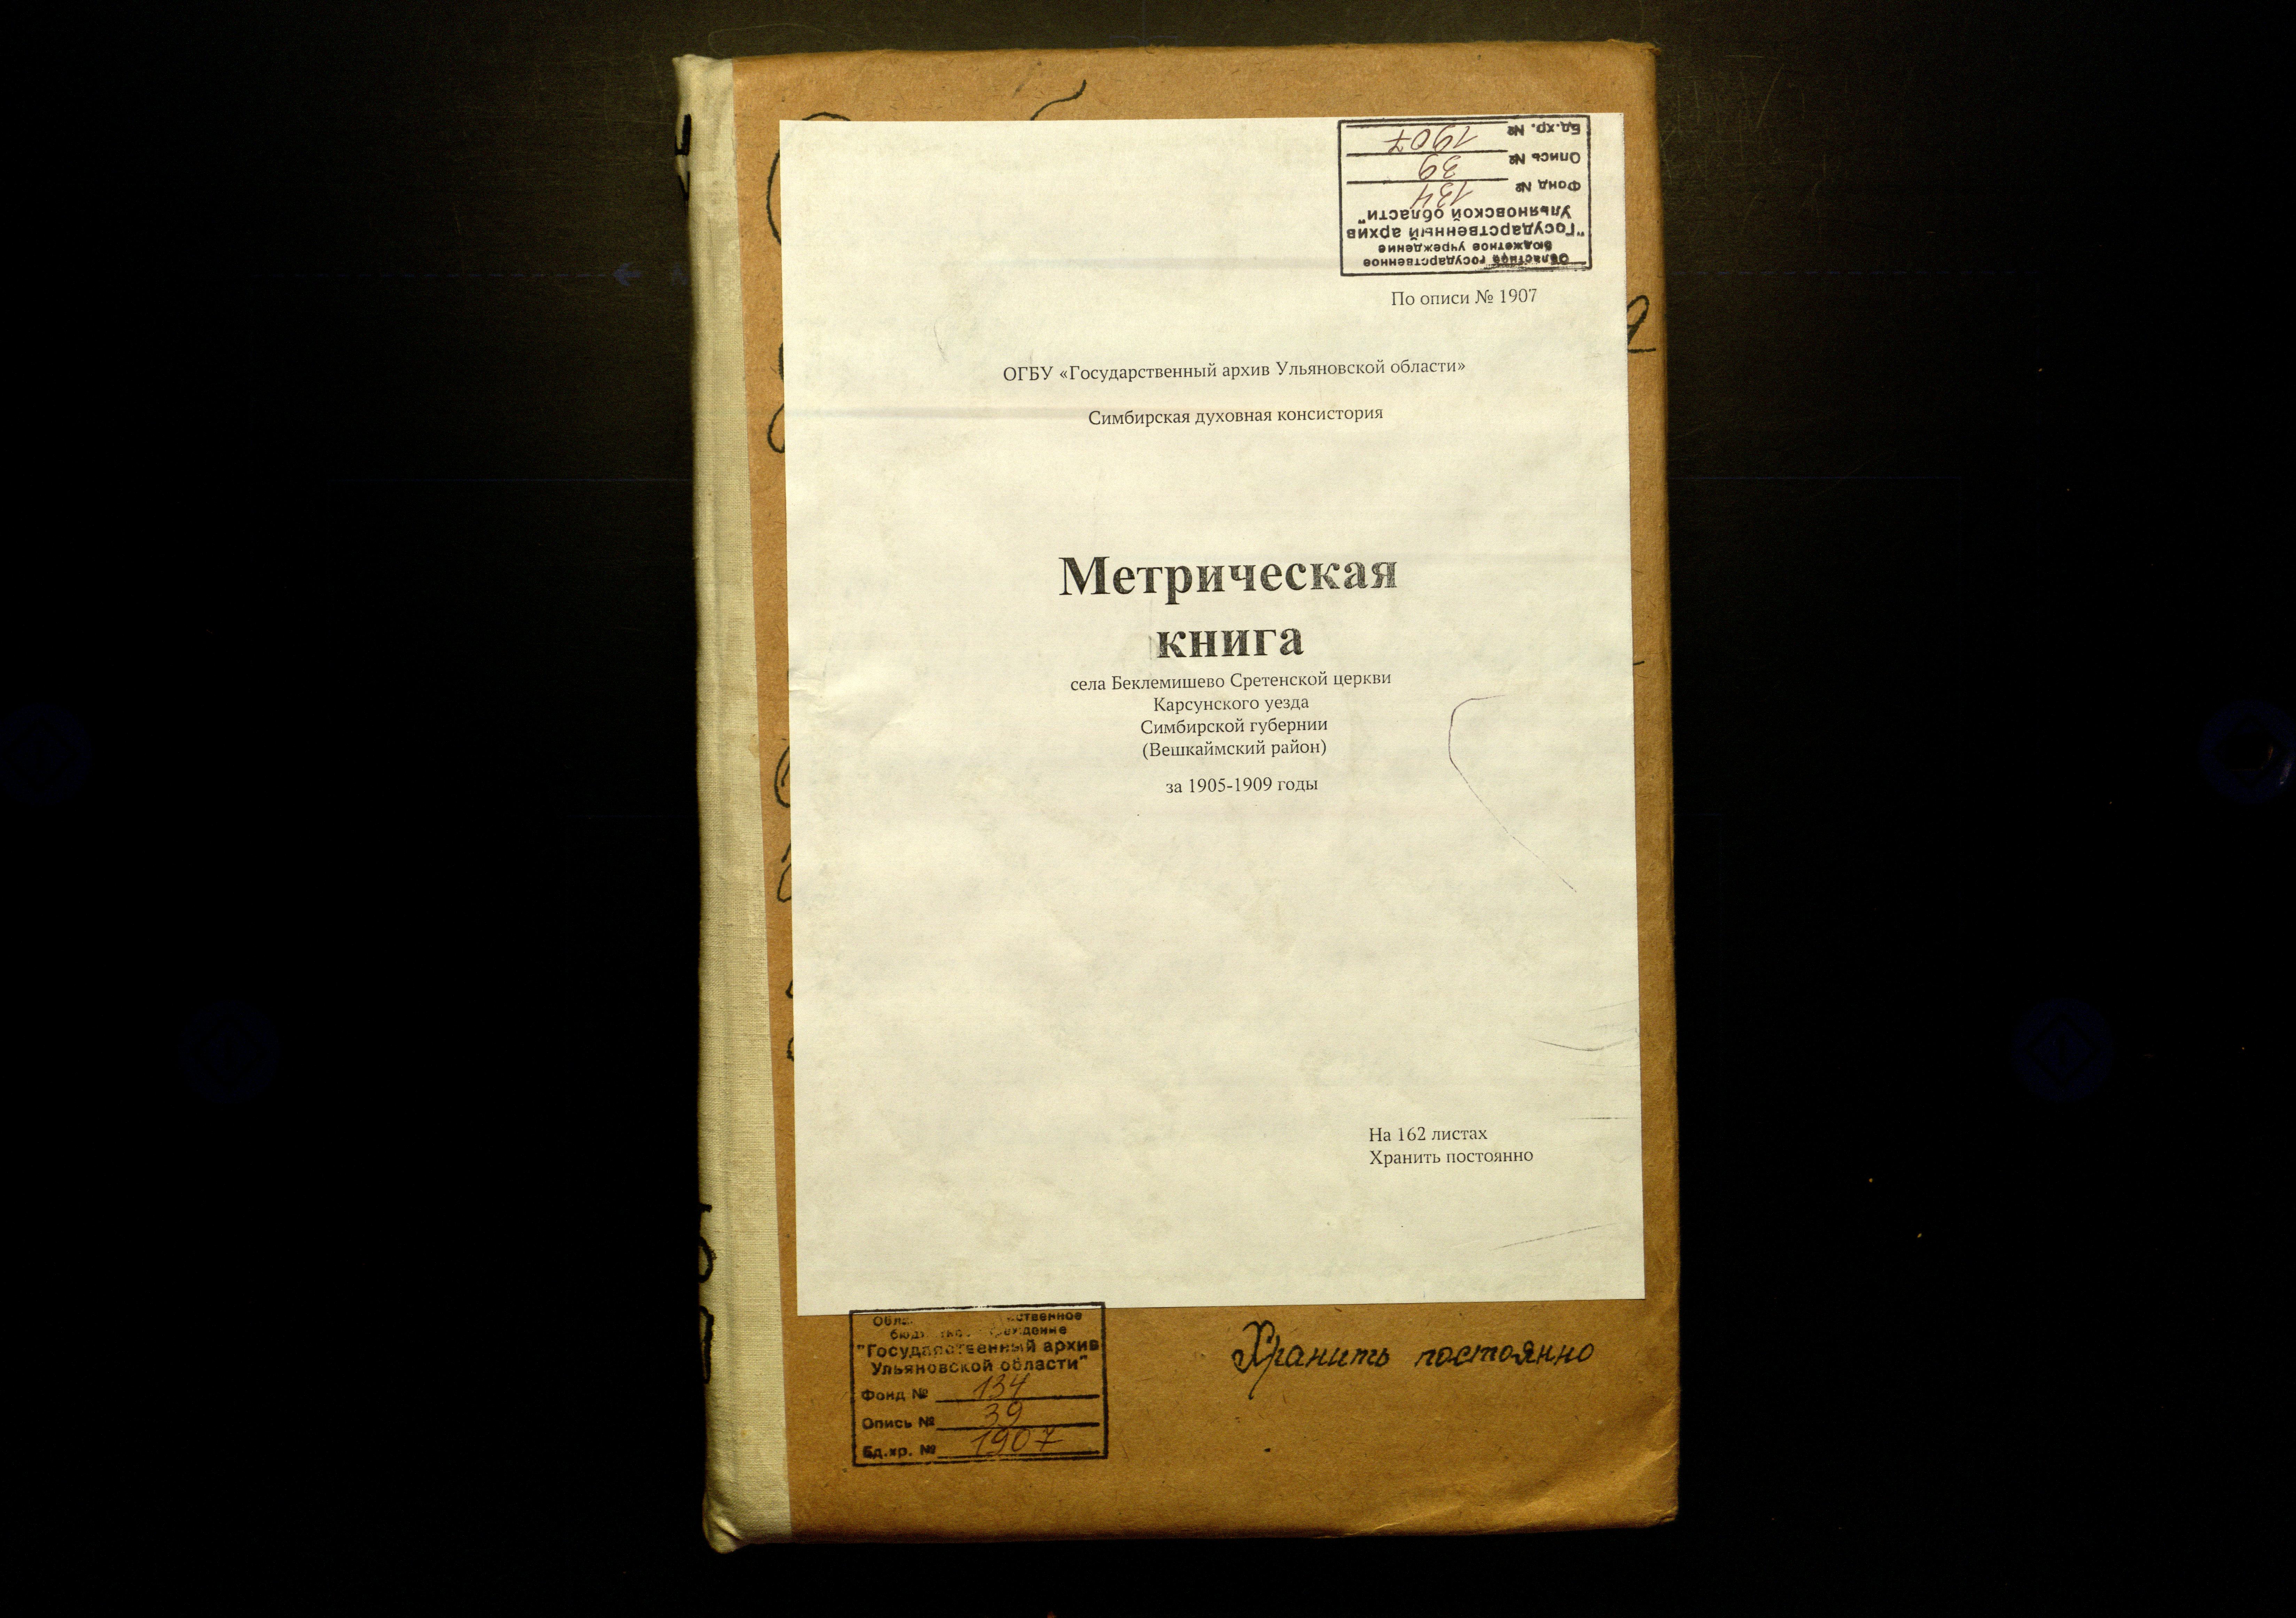 Областное государственное
бюджетное учреждение
"Государственный архив
Ульяновской области"
Фонд № 134
Опись № 39
Ед.хр. № 1907
По описи № 1907
ОГБУ «Государственный архив Ульяновской области»
Симбирская духовная консистория
Метрическая
книга
села Беклемишево Сретенской церкви
Карсунского уезда
Симбирской губернии
(Вешкаймский район)
за 1905-1909 годы
На 162 листах
Хранить постоянно
"Государственный архив
Ульяновской области"
Фонд № 134
Опись № 39
Ед.хр. № 1907
Хранить постоянно